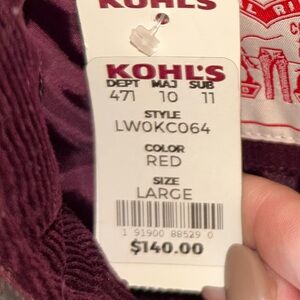 KOHL'S
KOHL'S
DEPT MAJ SUB
471 10 11
STYLE
LW0KC064
COLOR
RED
SIZE
LARGE
1 91900 88529 0
$140.00